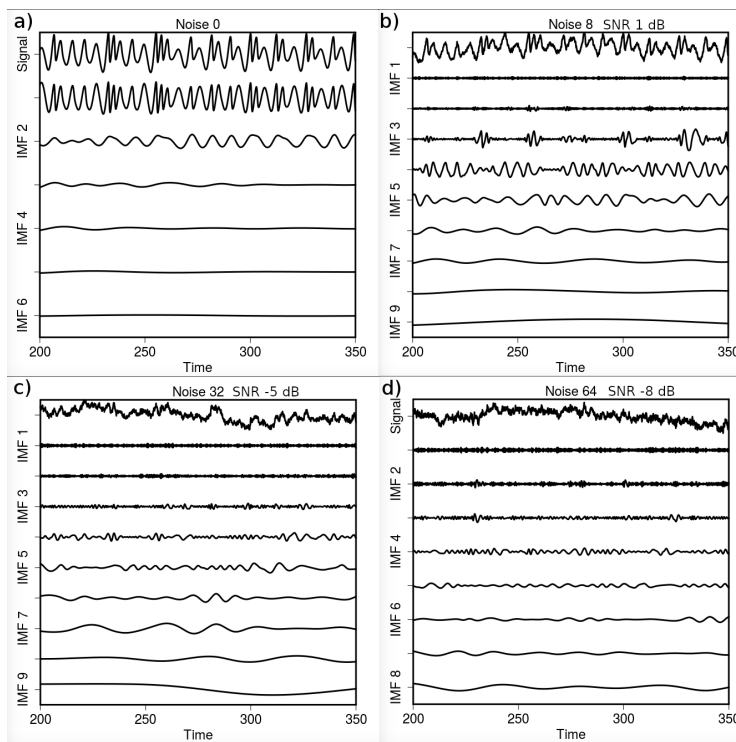 a)
Noise 0
Signal
IMF 2
IMF 4
IMF 6
200 250 300 350
Time
b)
Noise 8 SNR 1 dB
IMF 1
IMF 3
IMF 5
IMF 7
IMF 9
200 250 300 350
Time
c)
Noise 32 SNR -5 dB
IMF 1
IMF 3
IMF 5
IMF 7
IMF 9
200 250 300 350
Time
d)
Noise 64 SNR -8 dB
Signal
IMF 2
IMF 4
IMF 6
IMF 8
200 250 300 350
Time